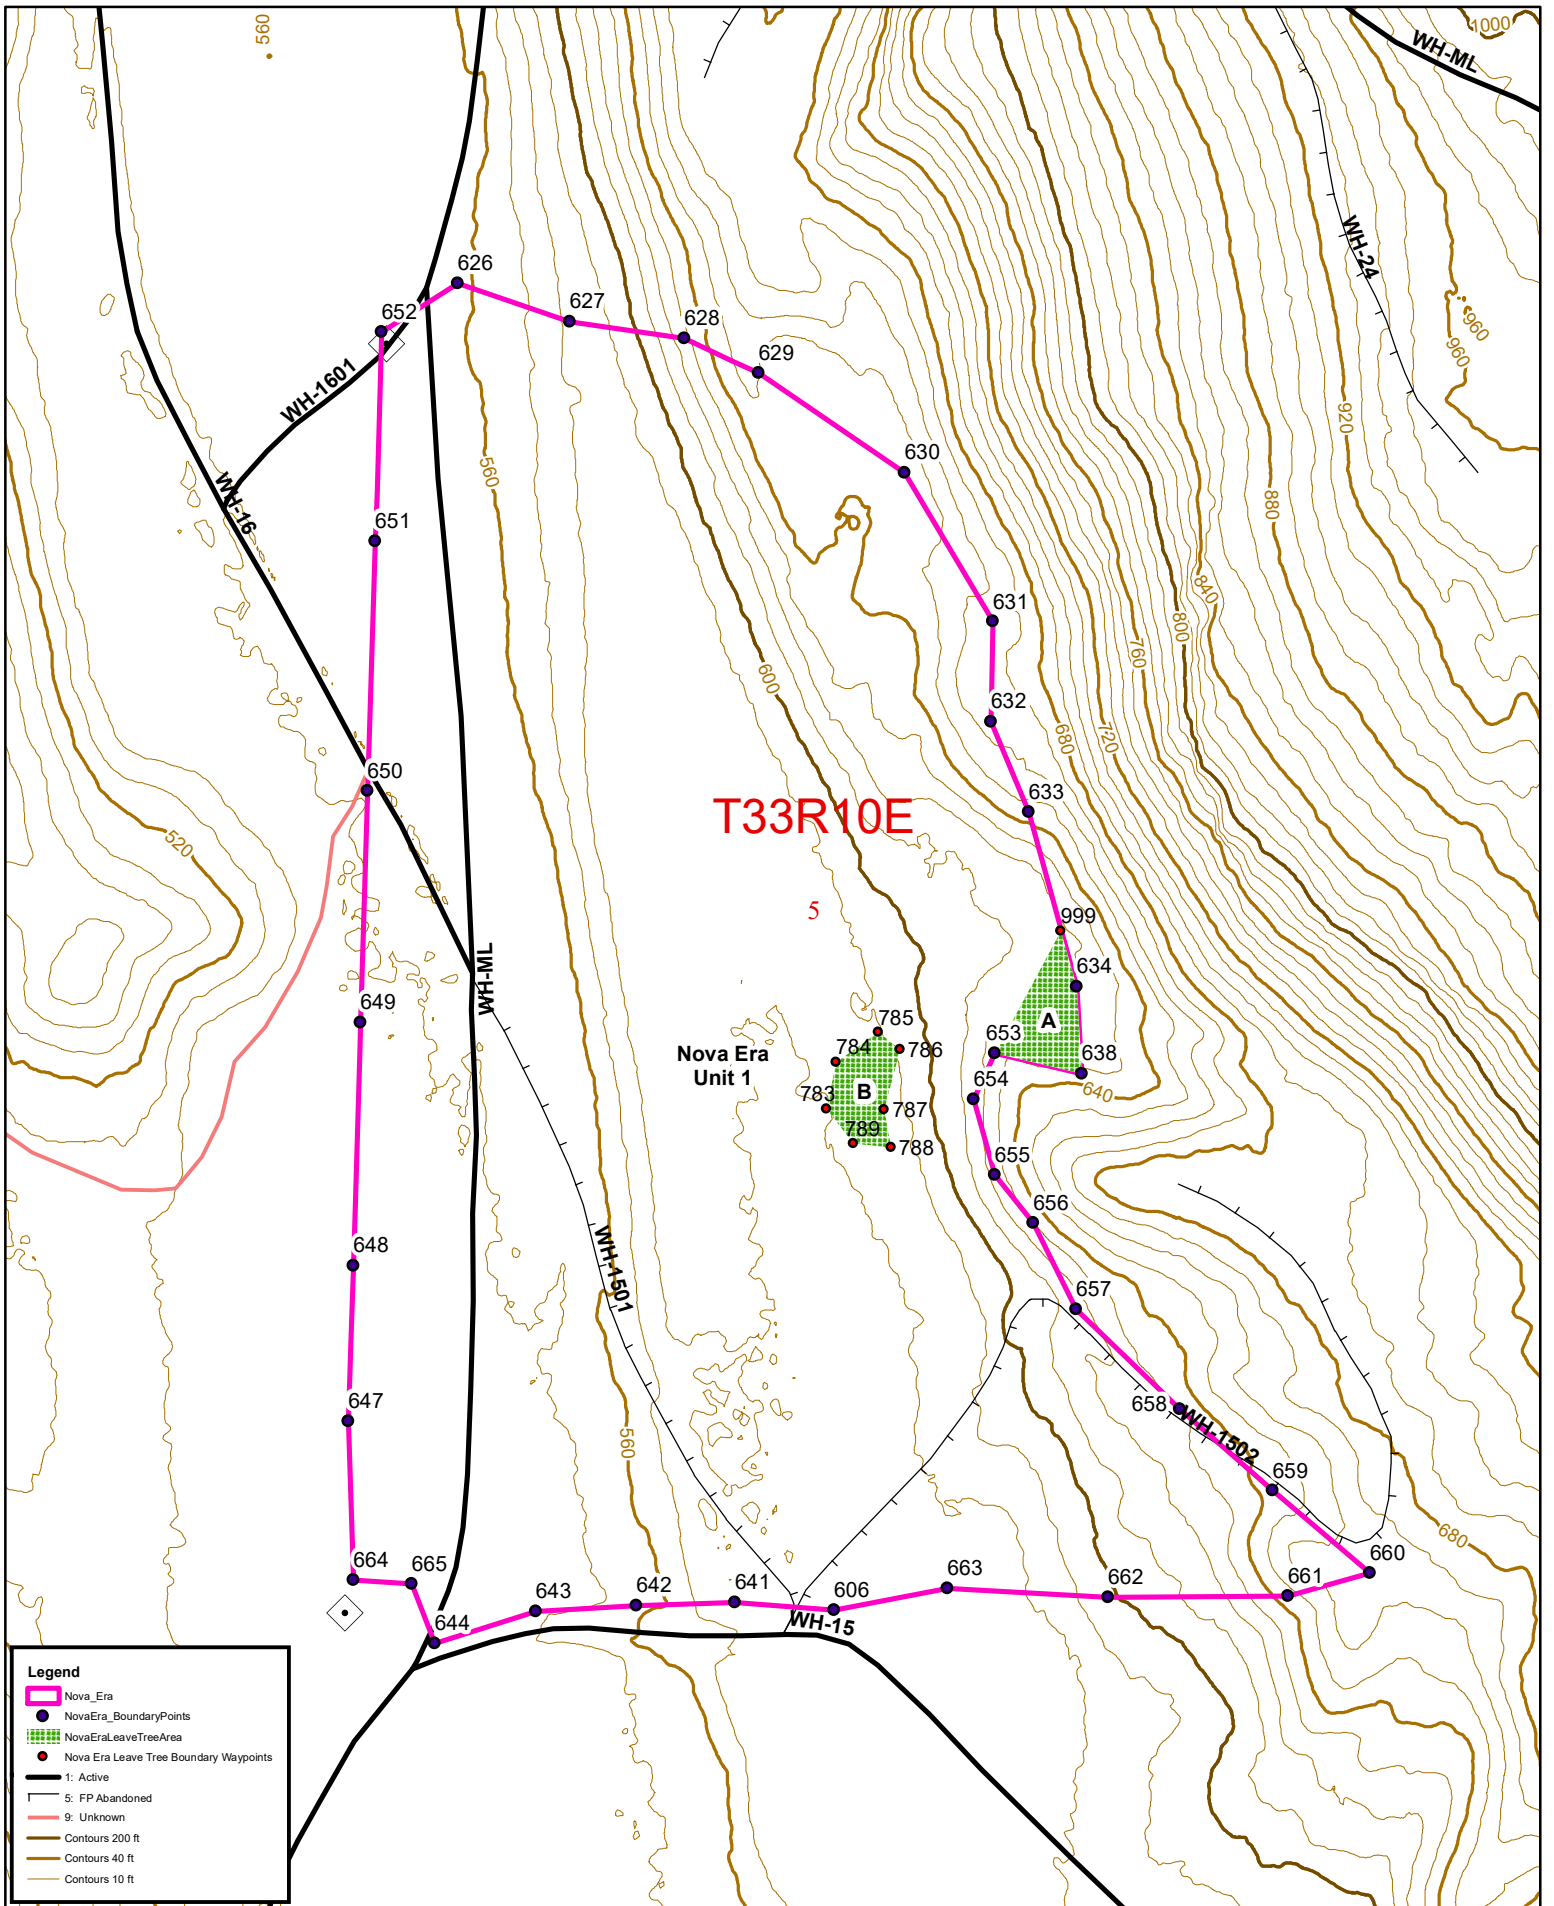 560
1000
WH-ML
WH-24
626
652
627
628
629
960
960
WH-1601
920
630
560
WH-16
880
651
840
631
800
760
600
632
680
720
650
633
T33R10E
520
5
999
WH-ML
634
649
A
785
653
Nova Era
Unit 1
784
786
638
654
B
640
783
787
789
788
655
656
648
WH-1501
657
647
658
WH-1502
560
659
680
664
665
660
643
642
641
663
662
661
606
644
WH-15
Legend
Nova_Era
NovaEra_BoundaryPoints
NovaEraLeaveTreeArea
Nova Era Leave Tree Boundary Waypoints
1: Active
5: FP Abandoned
9: Unknown
Contours 200 ft
Contours 40 ft
Contours 10 ft